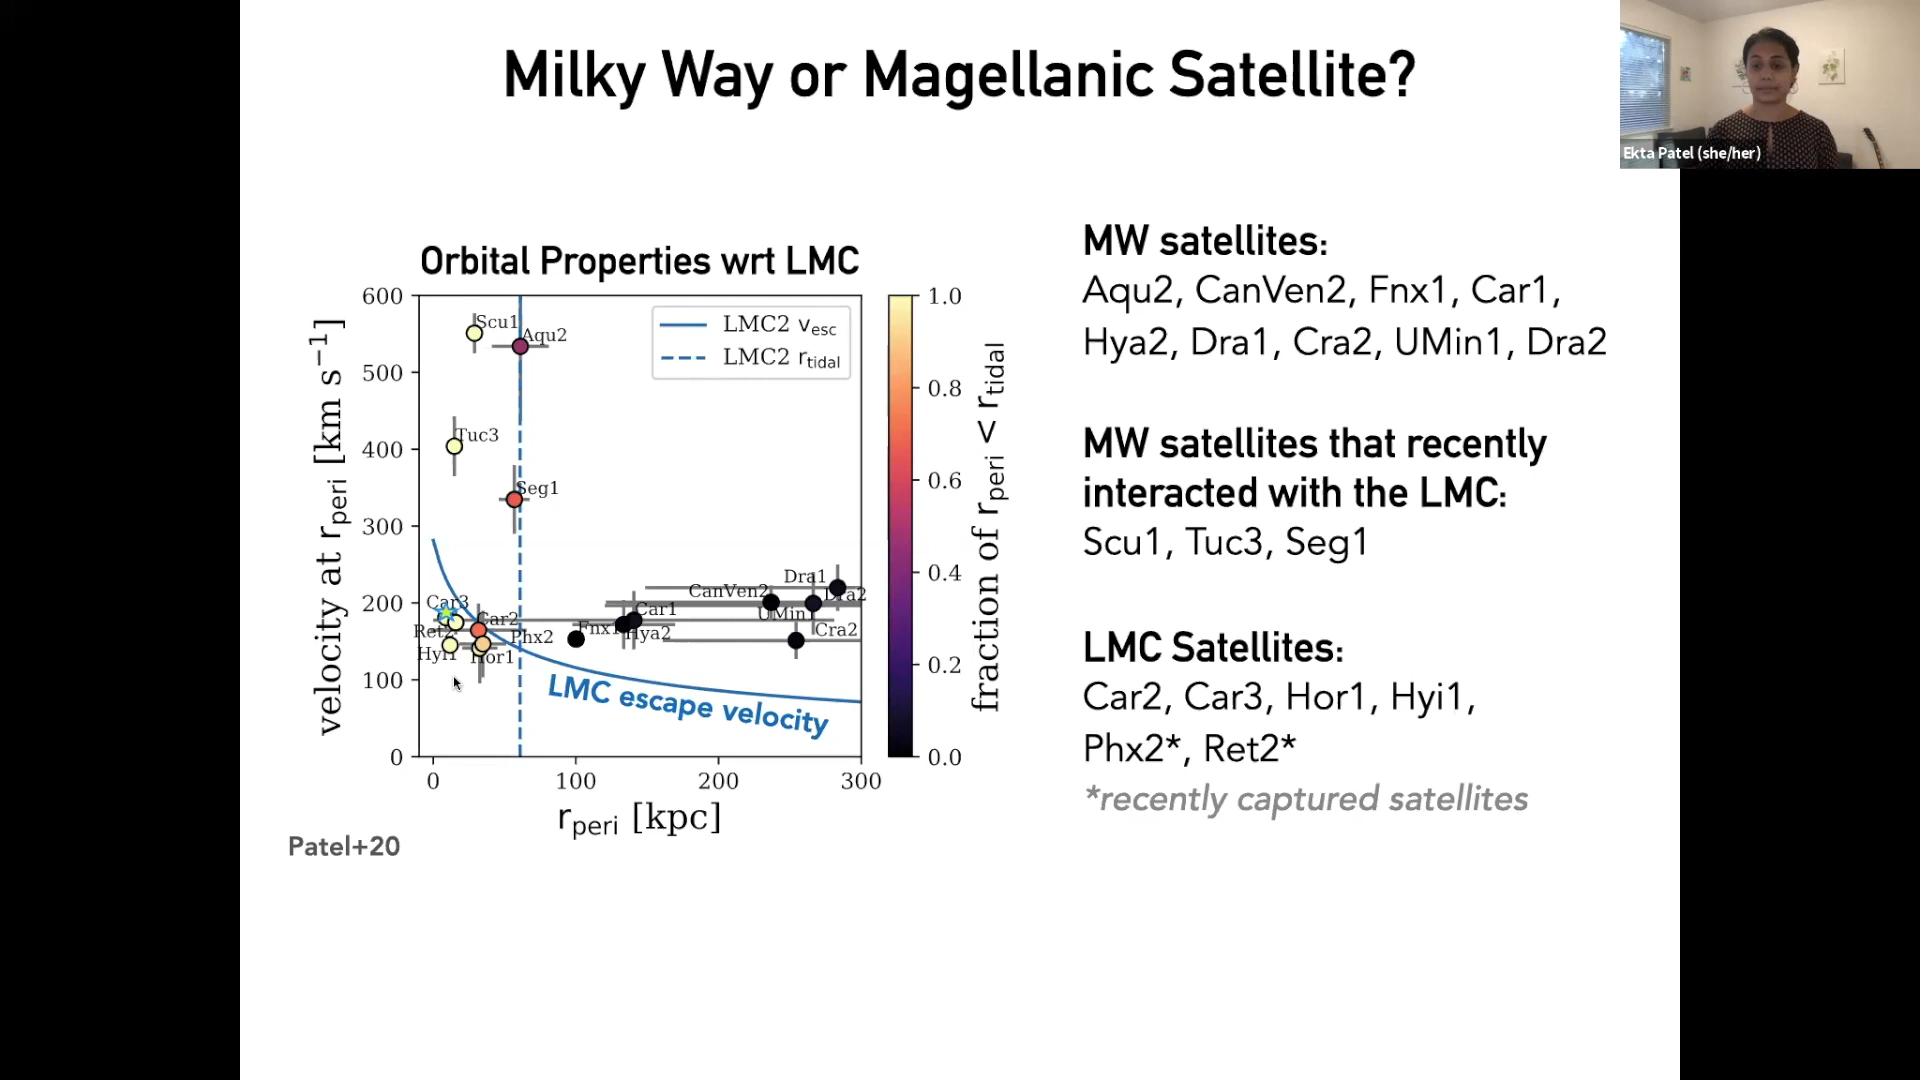 Milky Way or Magellanic Satellite?
Ekta Patel (she/her)
Orbital Properties wrt LMC
600
500
400
300
200
100
0
velocity at r_peri [km s⁻¹]
LMC2 v_esc
LMC2 r_tidal
Scu1
Aqu2
Tuc3
Seg1
Car3
Car2
Ret2
Phx2
Hyi1
Hor1
Fnx1
Car1
Hya2
CanVen2
Dra1
Dra2
UMin1
Cra2
LMC escape velocity
0
100
200
300
r_peri [kpc]
1.0
0.8
0.6
0.4
0.2
0.0
fraction of r_peri < r_tidal
Patel+20
MW satellites:
Aqu2, CanVen2, Fnx1, Car1,
Hya2, Dra1, Cra2, UMin1, Dra2
MW satellites that recently
interacted with the LMC:
Scu1, Tuc3, Seg1
LMC Satellites:
Car2, Car3, Hor1, Hyi1,
Phx2*, Ret2*
*recently captured satellites